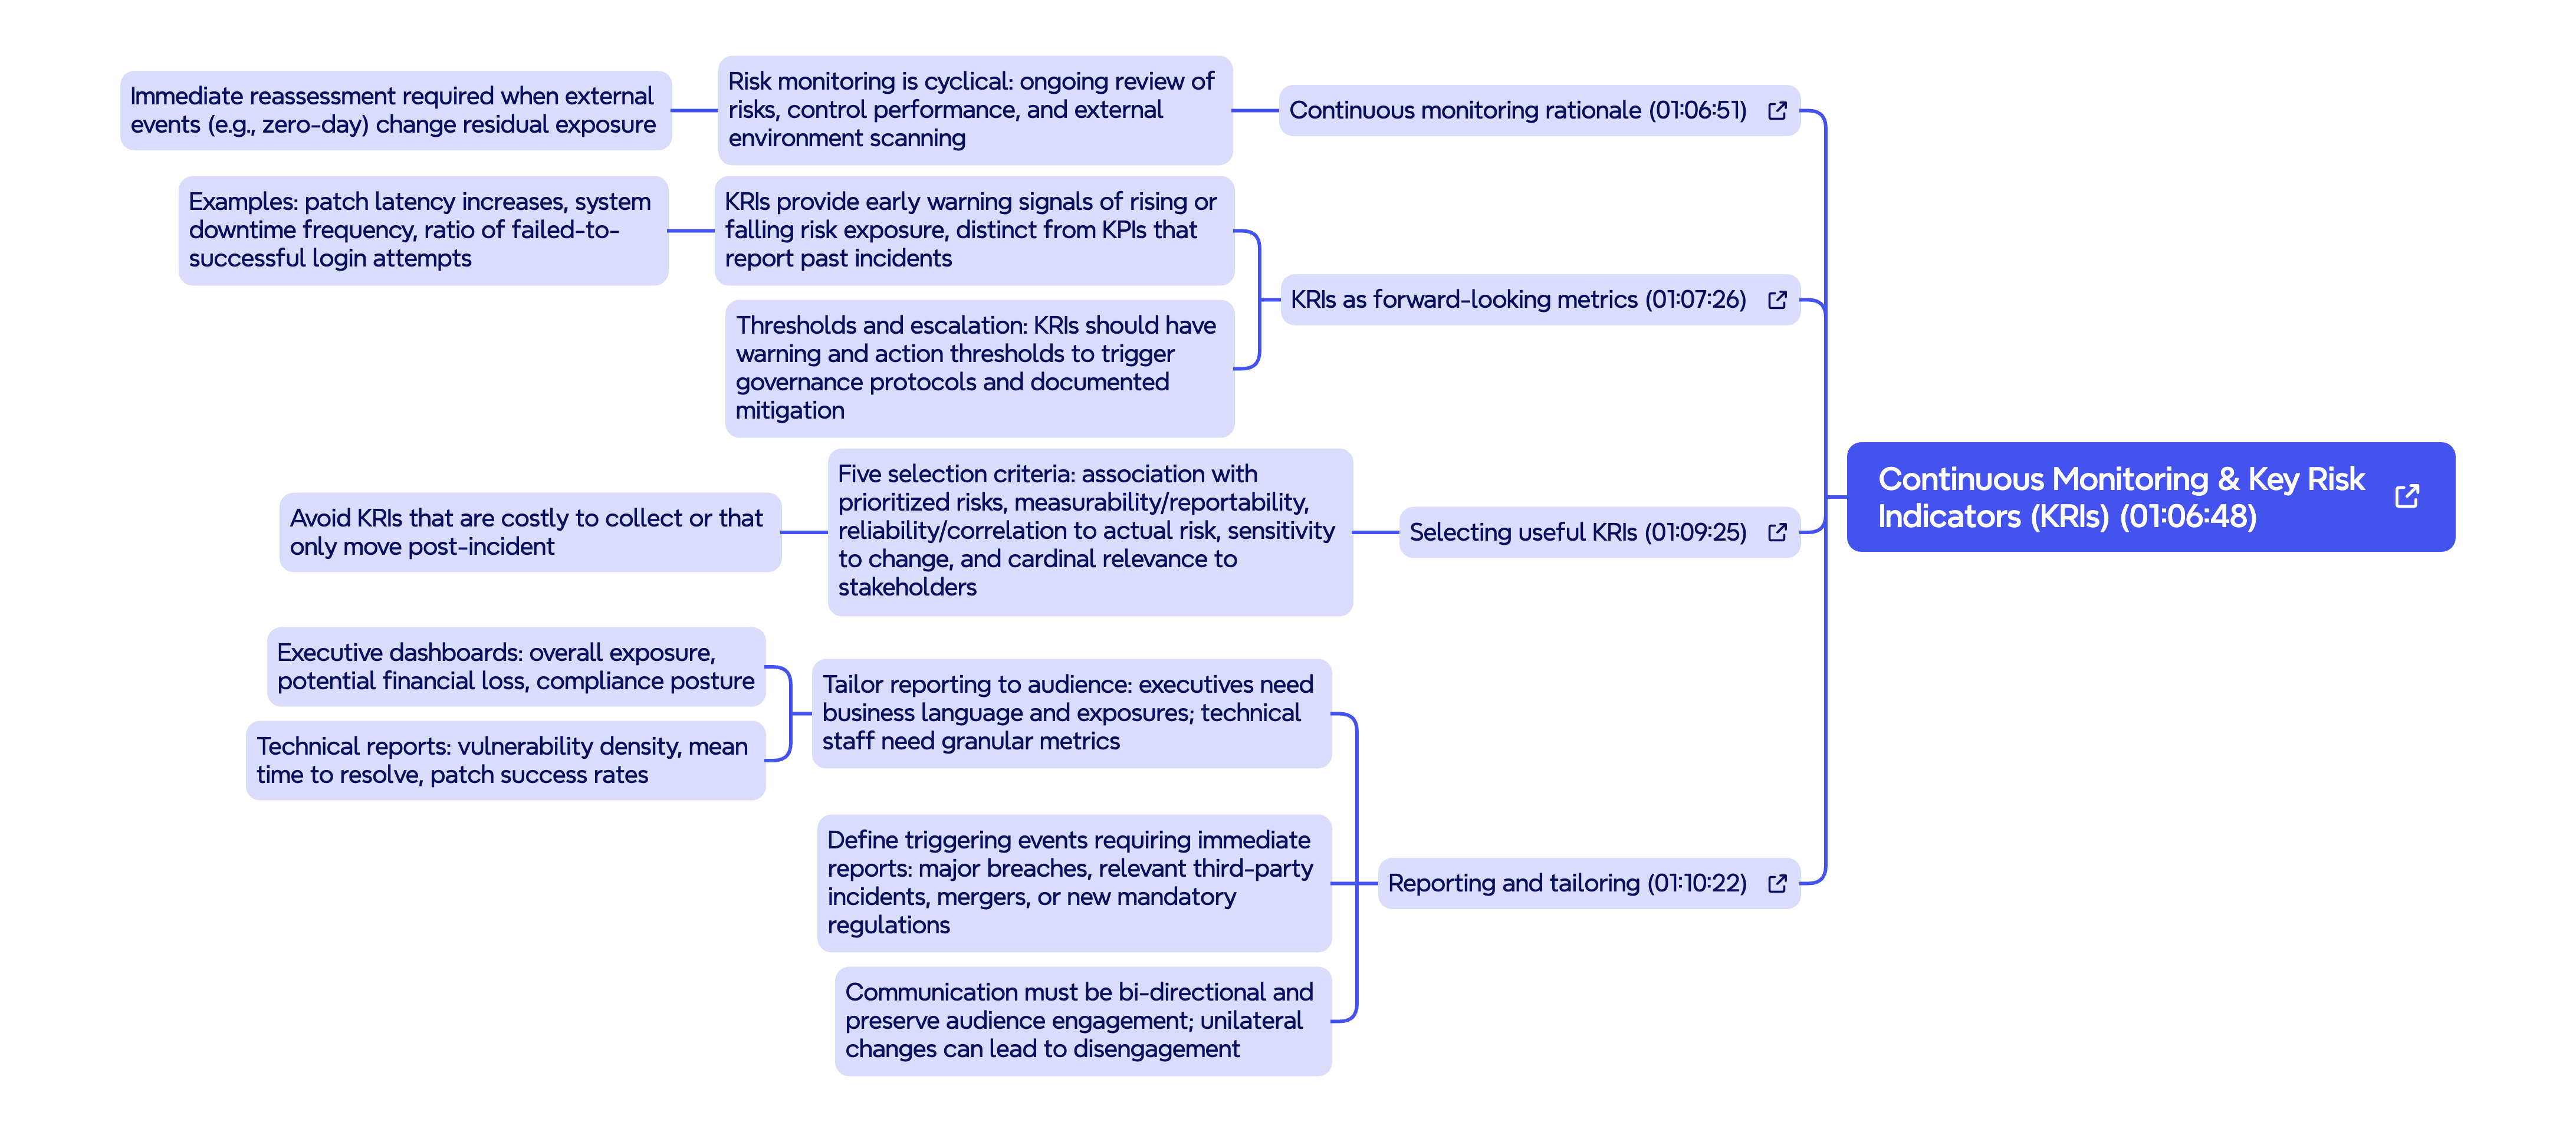 Continuous Monitoring & Key Risk
Indicators (KRIs) (01:06:48)
Continuous monitoring rationale (01:06:51)
Risk monitoring is cyclical: ongoing review of
risks, control performance, and external
environment scanning
Immediate reassessment required when external
events (e.g., zero-day) change residual exposure
KRIs as forward-looking metrics (01:07:26)
KRIs provide early warning signals of rising or
falling risk exposure, distinct from KPIs that
report past incidents
Examples: patch latency increases, system
downtime frequency, ratio of failed-to-
successful login attempts
Thresholds and escalation: KRIs should have
warning and action thresholds to trigger
governance protocols and documented
mitigation
Selecting useful KRIs (01:09:25)
Five selection criteria: association with
prioritized risks, measurability/reportability,
reliability/correlation to actual risk, sensitivity
to change, and cardinal relevance to
stakeholders
Avoid KRIs that are costly to collect or that
only move post-incident
Reporting and tailoring (01:10:22)
Tailor reporting to audience: executives need
business language and exposures; technical
staff need granular metrics
Executive dashboards: overall exposure,
potential financial loss, compliance posture
Technical reports: vulnerability density, mean
time to resolve, patch success rates
Define triggering events requiring immediate
reports: major breaches, relevant third-party
incidents, mergers, or new mandatory
regulations
Communication must be bi-directional and
preserve audience engagement; unilateral
changes can lead to disengagement